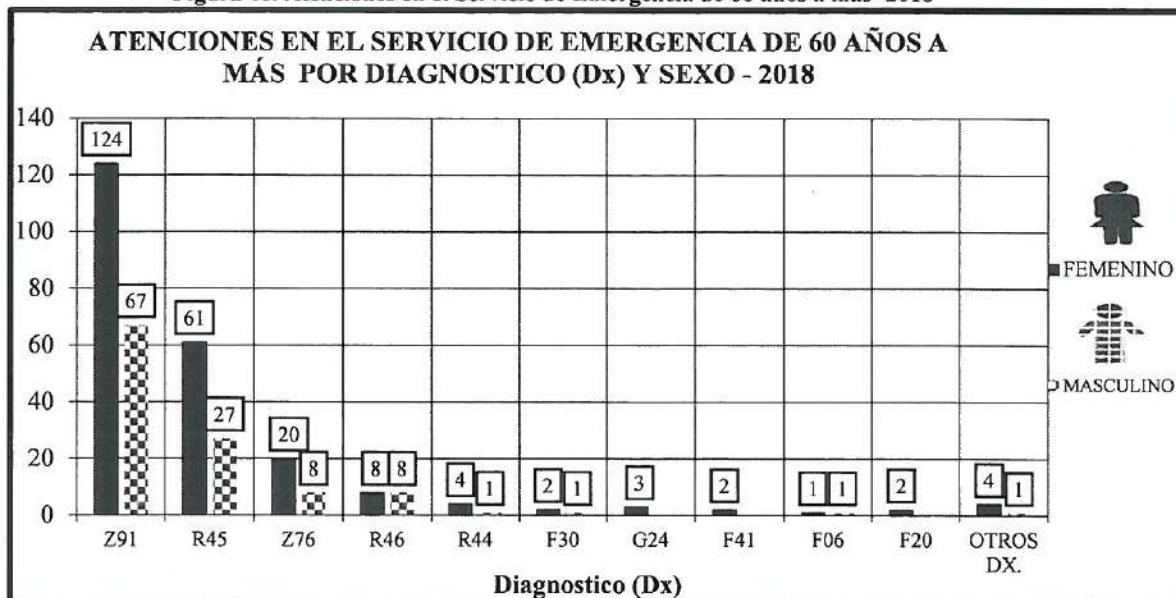 ATENCIONES EN EL SERVICIO DE EMERGENCIA DE 60 AÑOS A
MÁS POR DIAGNOSTICO (Dx) Y SEXO - 2018
140
120
100
80
60
40
20
0
124
67
61
27
20
8
8
8
4
1
2
1
3
2
1
1
2
4
1
Z91
R45
Z76
R46
R44
F30
G24
F41
F06
F20
OTROS
DX.
Diagnostico (Dx)
FEMENINO
MASCULINO